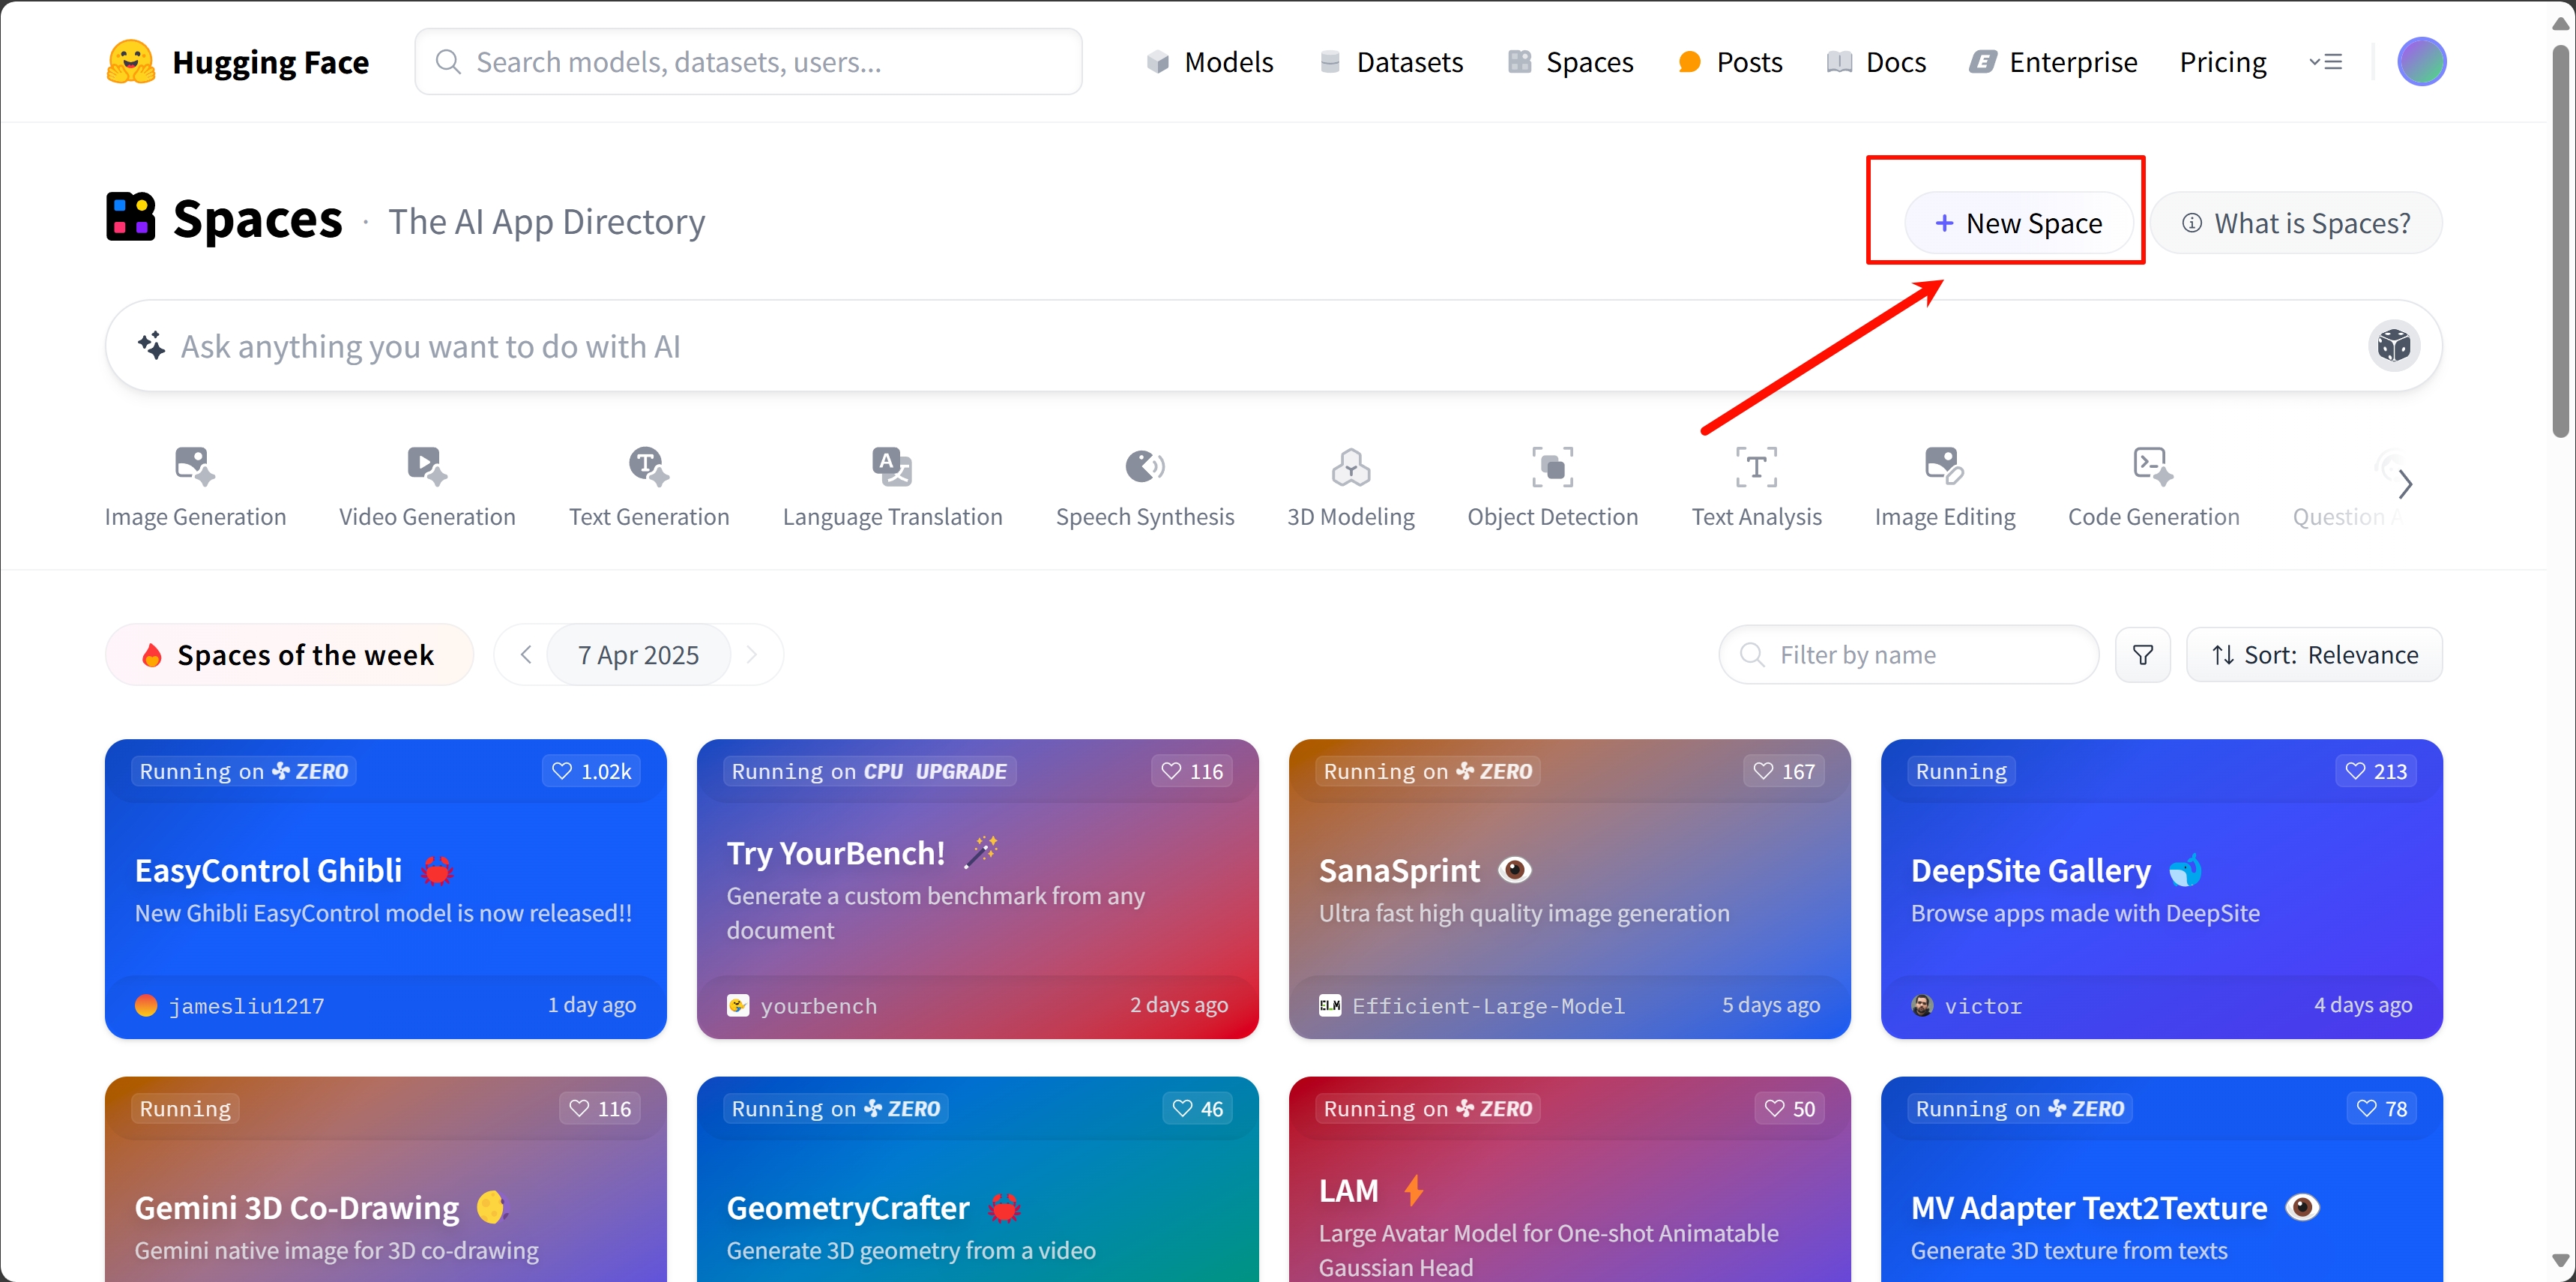 Hugging Face
Search models, datasets, users...
Models
Datasets
Spaces
Posts
Docs
Enterprise
Pricing
Spaces · The AI App Directory
+ New Space
What is Spaces?
Ask anything you want to do with AI
Image Generation
Video Generation
Text Generation
Language Translation
Speech Synthesis
3D Modeling
Object Detection
Text Analysis
Image Editing
Code Generation
Question A
Spaces of the week
7 Apr 2025
Filter by name
Sort: Relevance
Running on ZERO
1.02k
EasyControl Ghibli
New Ghibli EasyControl model is now released!!
jamesliu1217
1 day ago
Running on CPU UPGRADE
116
Try YourBench!
Generate a custom benchmark from any
document
yourbench
2 days ago
Running on ZERO
167
SanaSprint
Ultra fast high quality image generation
ELM
Efficient-Large-Model
5 days ago
Running
213
DeepSite Gallery
Browse apps made with DeepSite
victor
4 days ago
Running
116
Gemini 3D Co-Drawing
Gemini native image for 3D co-drawing
Running on ZERO
46
GeometryCrafter
Generate 3D geometry from a video
Running on ZERO
50
LAM
Large Avatar Model for One-shot Animatable
Gaussian Head
Running on ZERO
78
MV Adapter Text2Texture
Generate 3D texture from texts